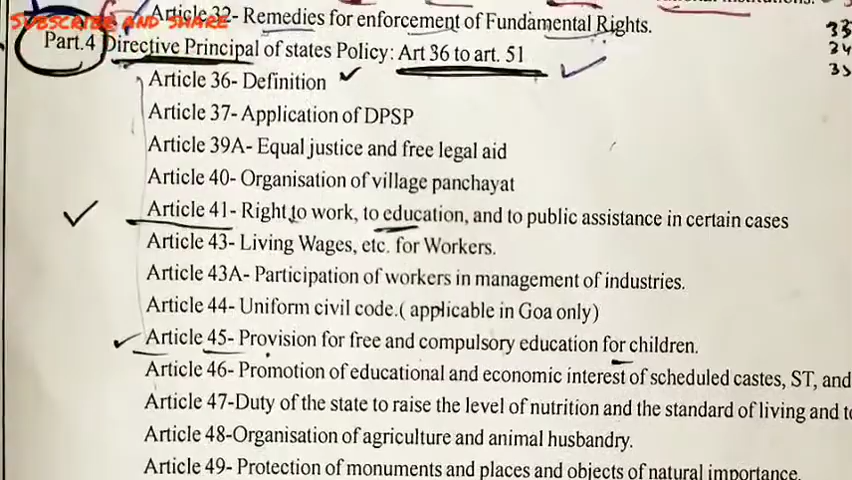 Article 32- Remedies for enforcement of Fundamental Rights.
SUBSCRIBE AND SHARE
Part.4 Directive Principal of states Policy: Art 36 to art. 51
Article 36- Definition
Article 37- Application of DPSP
Article 39A- Equal justice and free legal aid
Article 40- Organisation of village panchayat
Article 41- Right to work, to education, and to public assistance in certain cases
Article 43- Living Wages, etc. for Workers.
Article 43A- Participation of workers in management of industries.
Article 44- Uniform civil code.( applicable in Goa only)
Article 45- Provision for free and compulsory education for children.
Article 46- Promotion of educational and economic interest of scheduled castes, ST, and
Article 47-Duty of the state to raise the level of nutrition and the standard of living and to
Article 48-Organisation of agriculture and animal husbandry.
Article 49- Protection of monuments and places and objects of natural importance.
33
34
35